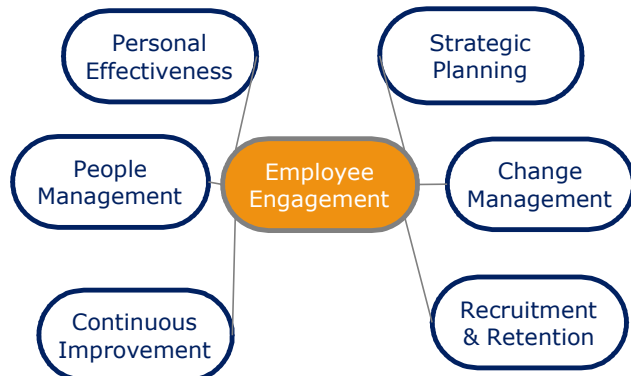 Personal
Effectiveness
Strategic
Planning
People
Management
Employee
Engagement
Change
Management
Continuous
Improvement
Recruitment
& Retention